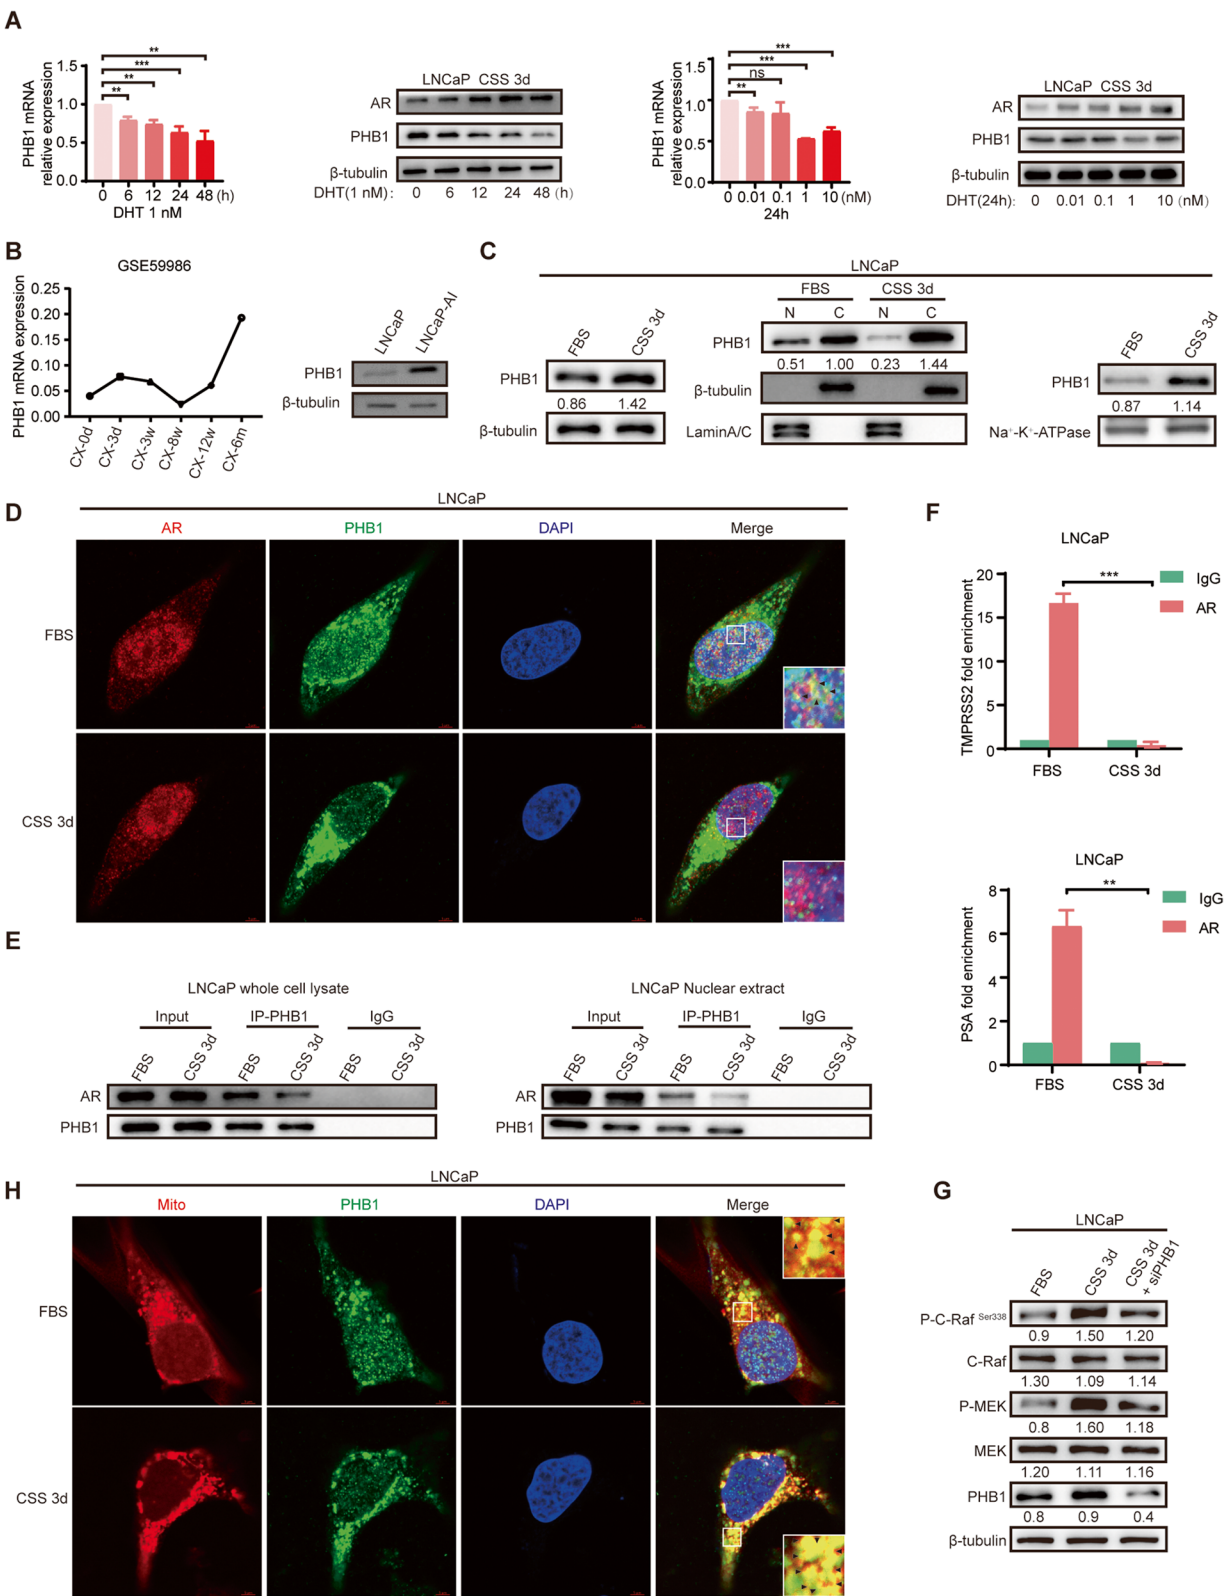 A
PHB1 mRNA
relative expression
1.5
1.0
0.5
0.0
**
***
**
**
0 6 12 24 48 (h)
DHT 1 nM
LNCaP CSS 3d
AR
PHB1
β-tubulin
DHT(1 nM): 0 6 12 24 48 (h)
PHB1 mRNA
relative expression
1.5
1.0
0.5
0.0
***
***
ns
**
0 0.01 0.1 1 10 (nM)
24h
LNCaP CSS 3d
AR
PHB1
β-tubulin
DHT(24h): 0 0.01 0.1 1 10 (nM)
B
GSE59986
PHB1 mRNA expression
0.25
0.20
0.15
0.10
0.05
0.00
CX-0d CX-3d CX-3w CX-8w CX-12w CX-6m
LNCaP LNCaP-AI
PHB1
β-tubulin
C
LNCaP
FBS CSS 3d
PHB1
0.86 1.42
β-tubulin
FBS CSS 3d
N C N C
PHB1
0.51 1.00 0.23 1.44
β-tubulin
LaminA/C
FBS CSS 3d
PHB1
0.87 1.14
Na⁺-K⁺-ATPase
D
LNCaP
AR PHB1 DAPI Merge
FBS
CSS 3d
E
LNCaP whole cell lysate
Input IP-PHB1 IgG
FBS CSS 3d FBS CSS 3d FBS CSS 3d
AR
PHB1
LNCaP Nuclear extract
Input IP-PHB1 IgG
FBS CSS 3d FBS CSS 3d FBS CSS 3d
AR
PHB1
F
LNCaP
TMPRSS2 fold enrichment
20
15
10
5
0
***
IgG
AR
FBS CSS 3d
LNCaP
PSA fold enrichment
8
6
4
2
0
**
IgG
AR
FBS CSS 3d
H
LNCaP
Mito PHB1 DAPI Merge
FBS
CSS 3d
G
LNCaP
FBS CSS 3d CSS 3d
+ siPHB1
P-C-Raf Ser338
0.9 1.50 1.20
C-Raf
1.30 1.09 1.14
P-MEK
0.8 1.60 1.18
MEK
1.20 1.11 1.16
PHB1
0.8 0.9 0.4
β-tubulin